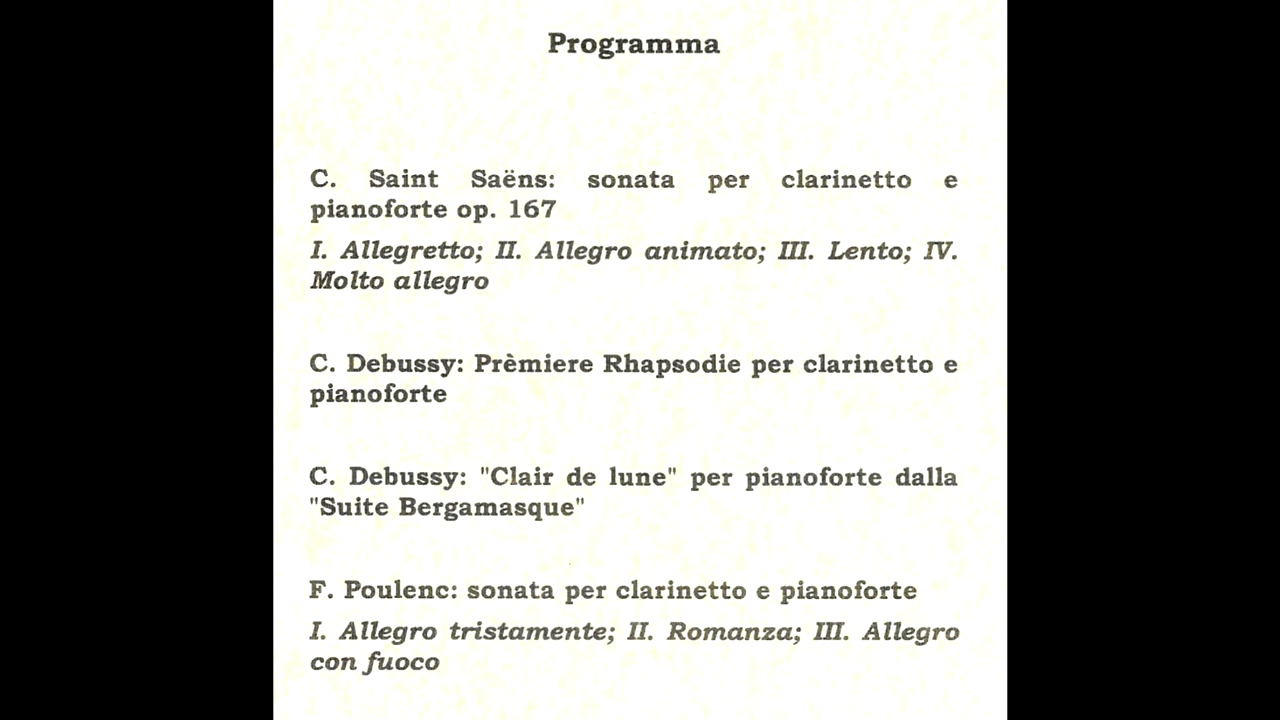 Programma
C. Saint Saëns: sonata per clarinetto e
pianoforte op. 167
I. Allegretto; II. Allegro animato; III. Lento; IV.
Molto allegro
C. Debussy: Prèmiere Rhapsodie per clarinetto e
pianoforte
C. Debussy: "Clair de lune" per pianoforte dalla
"Suite Bergamasque"
F. Poulenc: sonata per clarinetto e pianoforte
I. Allegro tristamente; II. Romanza; III. Allegro
con fuoco